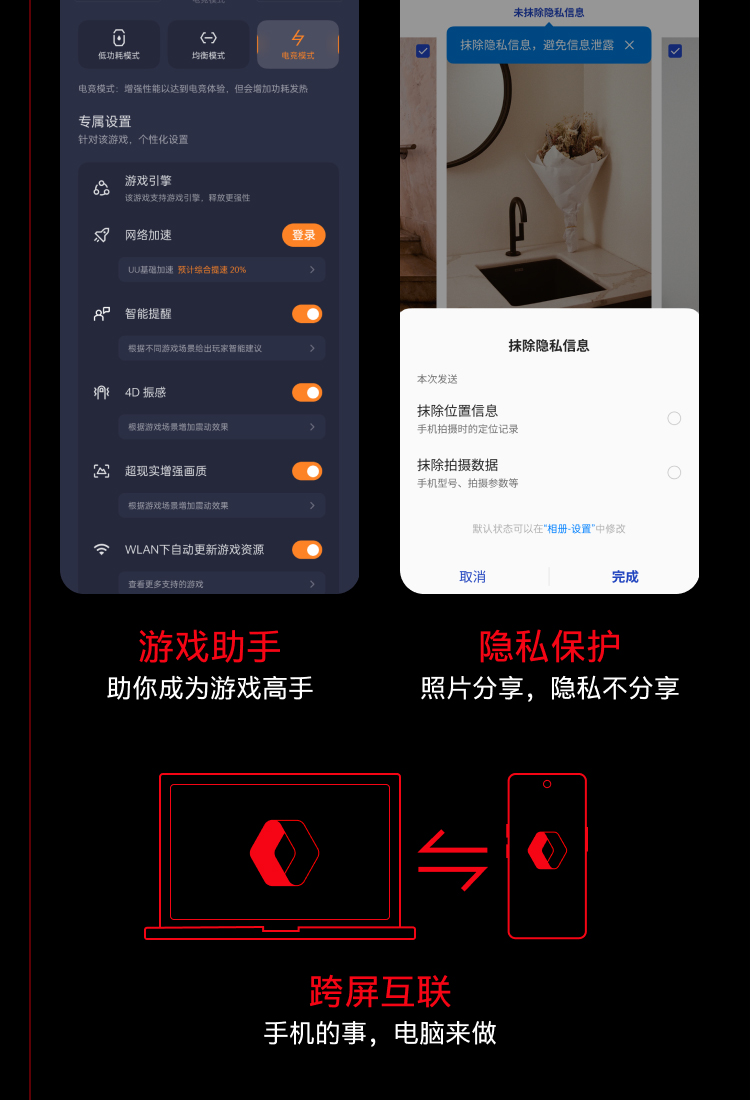 电竞模式
低功耗模式
均衡模式
电竞模式
电竞模式：增强性能以达到电竞体验，但会增加功耗发热
专属设置
针对该游戏，个性化设置
游戏引擎
该游戏支持游戏引擎，释放更强性
网络加速
登录
UU基础加速 预计综合提速 20%
智能提醒
根据不同游戏场景给出玩家智能建议
4D 振感
根据游戏场景增加震动效果
超现实增强画质
根据游戏场景增加震动效果
WLAN下自动更新游戏资源
查看更多支持的游戏
游戏助手
助你成为游戏高手
未抹除隐私信息
抹除隐私信息，避免信息泄露
抹除隐私信息
本次发送
抹除位置信息
手机拍摄时的定位记录
抹除拍摄数据
手机型号、拍摄参数等
默认状态可以在“相册-设置”中修改
取消
完成
隐私保护
照片分享，隐私不分享
跨屏互联
手机的事，电脑来做